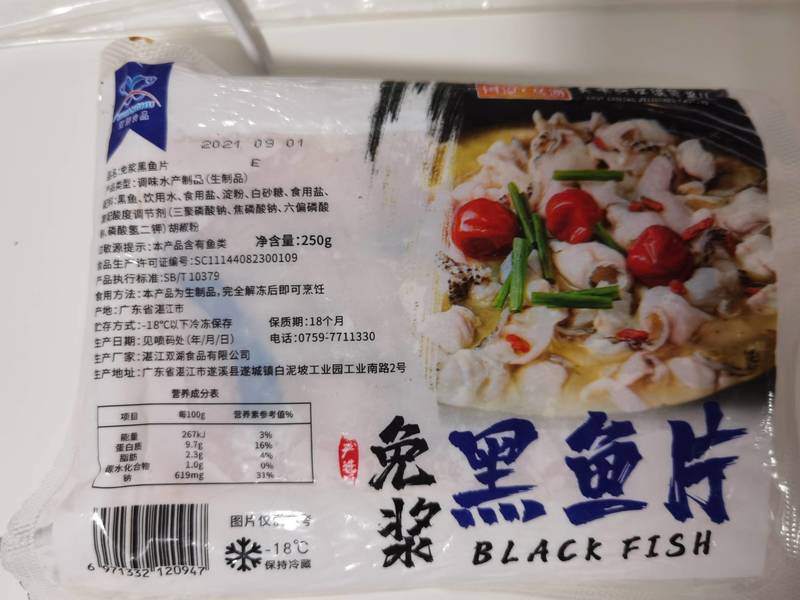 双湖食品
2021 09 01
E
品名:免浆黑鱼片
产品类型:调味水产制品(生制品)
配料:黑鱼、饮用水、食用盐、淀粉、白砂糖、食用盐、
复配酸度调节剂(三聚磷酸钠、焦磷酸钠、六偏磷酸
钠、磷酸氢二钾)胡椒粉
过敏源提示:本产品含有鱼类 净含量:250g
食品生产许可证编号:SC11144082300109
产品执行标准:SB/T 10379
食用方法:本产品为生制品,完全解冻后即可烹饪
产地:广东省湛江市
贮存方式:-18℃以下冷冻保存 保质期:18个月
生产日期:见喷码处(年/月/日) 电话:0759-7711330
生产厂家:湛江双湖食品有限公司
生产地址:广东省湛江市遂溪县遂城镇白泥坡工业园工业南路2号
营养成分表
项目 每100g 营养素参考值%
能量 267kJ 3%
蛋白质 9.7g 16%
脂肪 2.3g 4%
碳水化合物 1.0g 0%
钠 619mg 31%
6 971332 120947
图片仅供参考
-18℃
保持冷藏
严选
免浆
黑鱼片
BLACK FISH